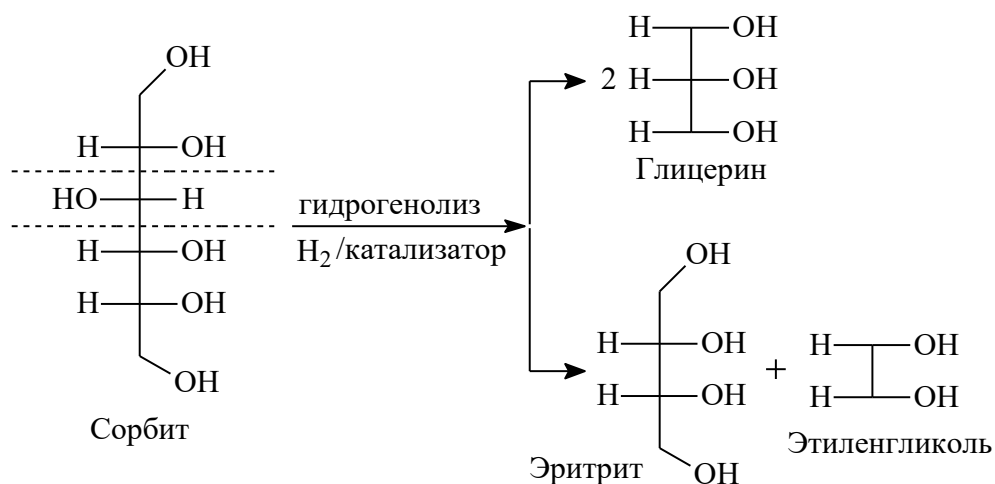 OH
H OH
HO H
H OH
H OH
OH
Сорбит
гидрогенолиз
H2/катализатор
2 H OH
H OH
H OH
Глицерин
OH
H OH
H OH
OH
Эритрит
+
H OH
H OH
Этиленгликоль